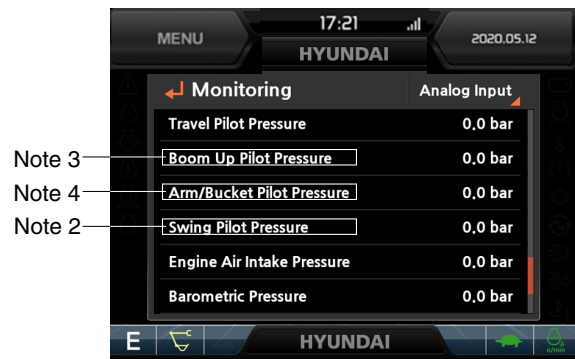 MENU
17:21
2020.05.12
HYUNDAI
Monitoring
Analog Input
Travel Pilot Pressure 0.0 bar
Note 3 Boom Up Pilot Pressure 0.0 bar
Note 4 Arm/Bucket Pilot Pressure 0.0 bar
Note 2 Swing Pilot Pressure 0.0 bar
Engine Air Intake Pressure 0.0 bar
Barometric Pressure 0.0 bar
E HYUNDAI n/min